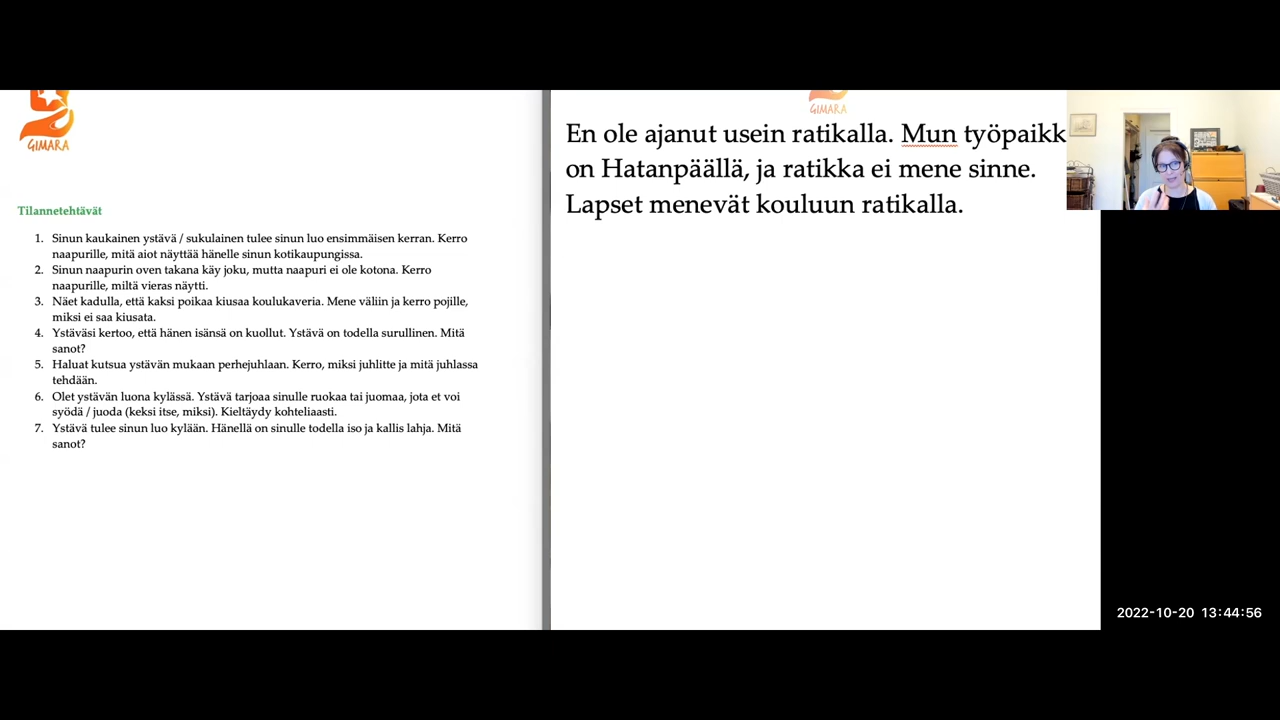 GIMARA
Tilannetehtävät
1. Sinun kaukainen ystävä / sukulainen tulee sinun luo ensimmäisen kerran. Kerro
naapurille, mitä aiot näyttää hänelle sinun kotikaupungissa.
2. Sinun naapurin oven takana käy joku, mutta naapuri ei ole kotona. Kerro
naapurille, miltä vieras näytti.
3. Näet kadulla, että kaksi poikaa kiusaa koulukaveria. Mene väliin ja kerro pojille,
miksi ei saa kiusata.
4. Ystäväsi kertoo, että hänen isänsä on kuollut. Ystävä on todella surullinen. Mitä
sanot?
5. Haluat kutsua ystävän mukaan perhejuhlaan. Kerro, miksi juhlitte ja mitä juhlassa
tehdään.
6. Olet ystävän luona kylässä. Ystävä tarjoaa sinulle ruokaa tai juomaa, jota et voi
syödä / juoda (keksi itse, miksi). Kieltäydy kohteliaasti.
7. Ystävä tulee sinun luo kylään. Hänellä on sinulle todella iso ja kallis lahja. Mitä
sanot?
GIMARA
En ole ajanut usein ratikalla. Mun työpaikk
on Hatanpäällä, ja ratikka ei mene sinne.
Lapset menevät kouluun ratikalla.
2022-10-20 13:44:56